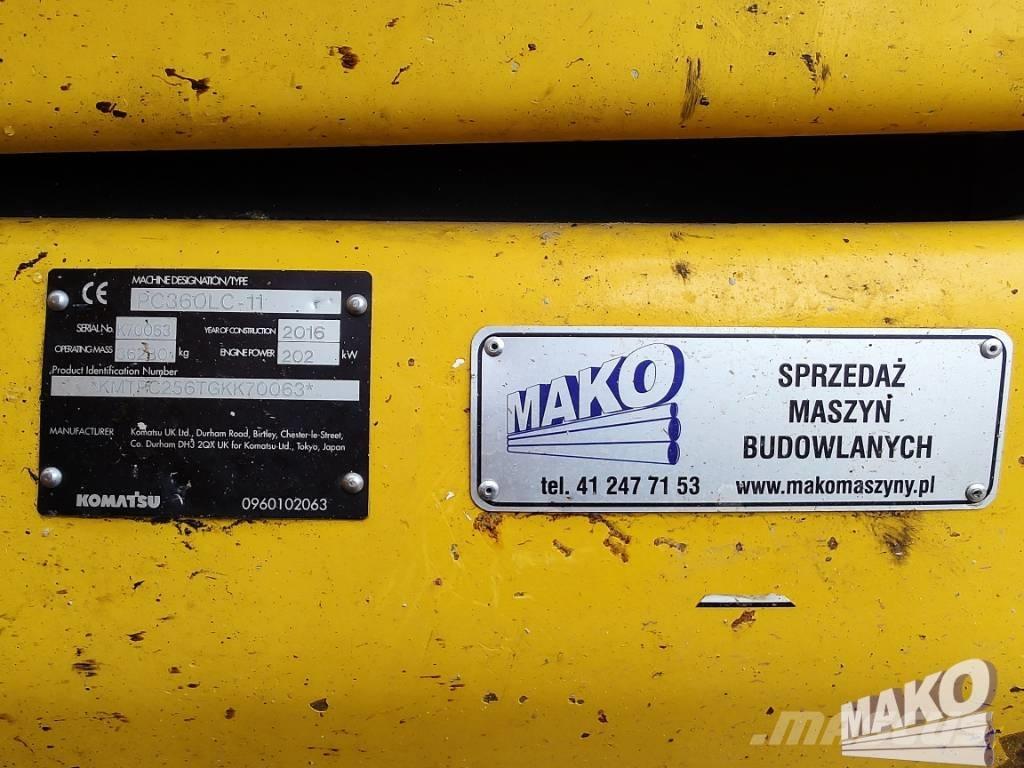 CE
MACHINE DESIGNATION/TYPE
PC360LC-11
SERIAL No. K70063 YEAR OF CONSTRUCTION 2016
OPERATING MASS kg ENGINE POWER 202 kW
Product Identification Number
MANUFACTURER Komatsu UK Ltd., Durham Road, Birtley, Chester-le-Street,
Co. Durham DH3 2QX UK for Komatsu-Ltd., Tokyo, Japan
KOMATSU 0960102063
MAKO
SPRZEDAŻ
MASZYN
BUDOWLANYCH
tel. 41 247 71 53 www.makomaszyny.pl
MAKO